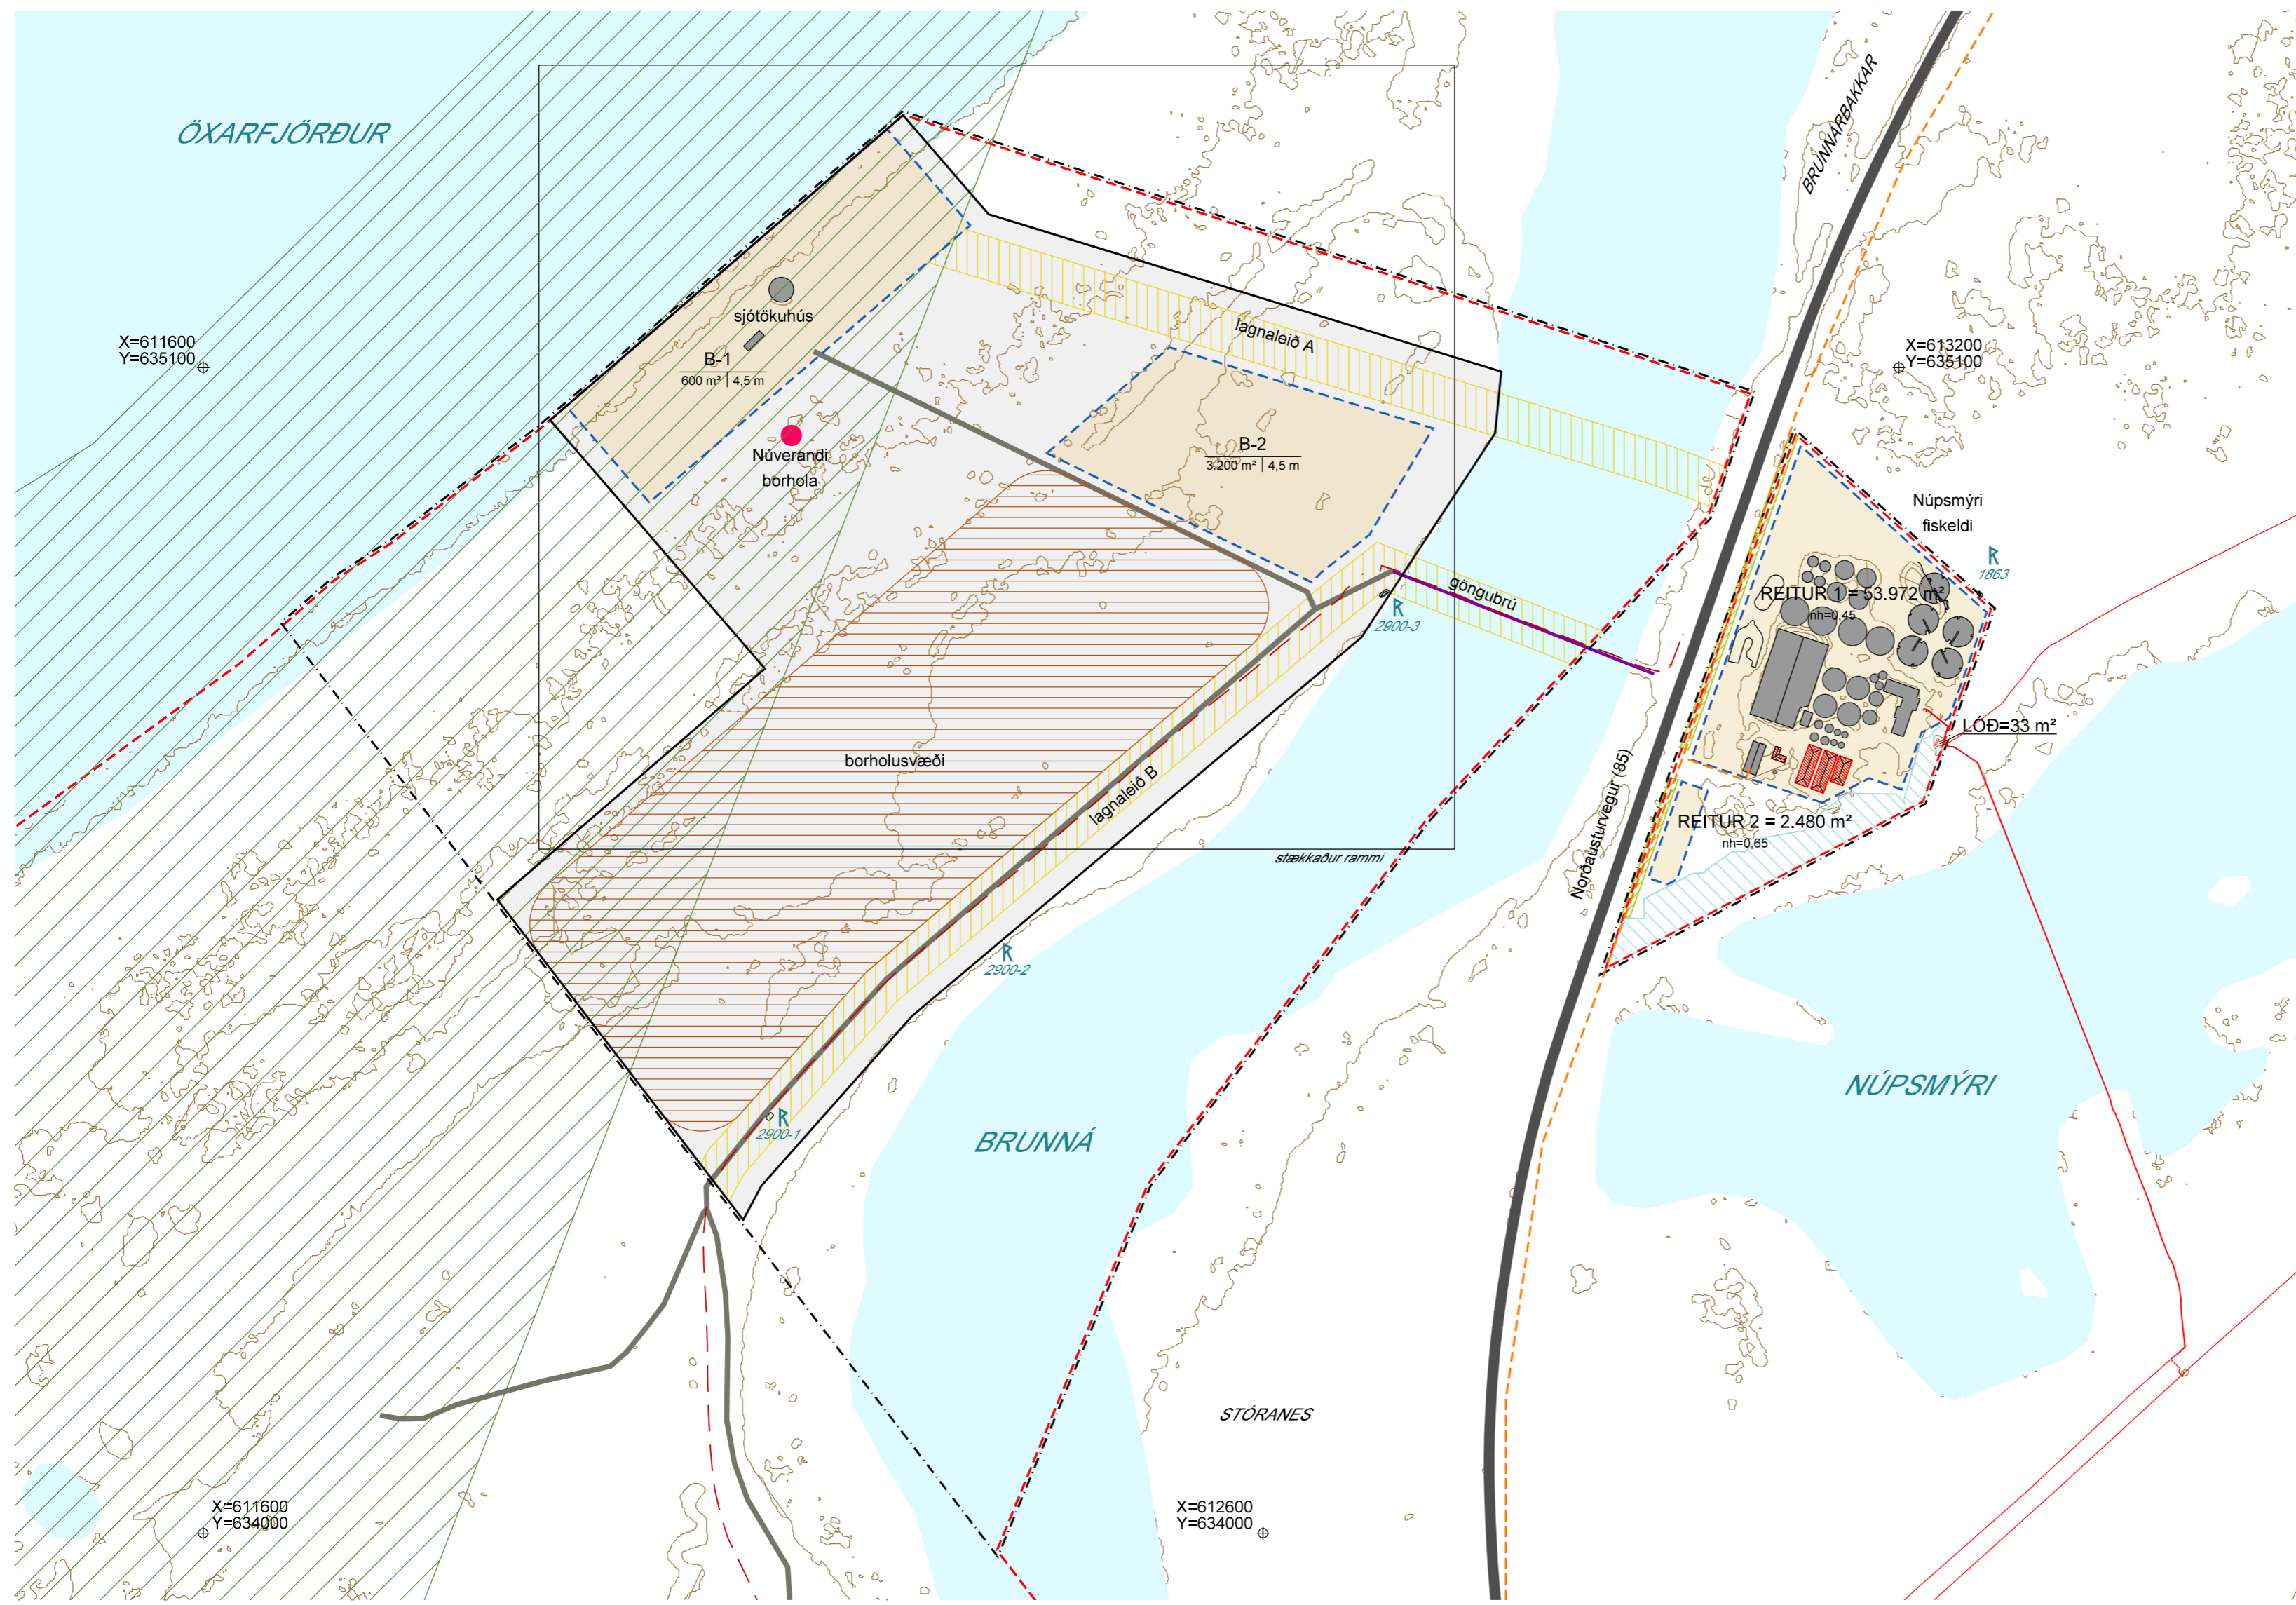 ÖXARFJÖRÐUR
BRUNNÁRBAKKAR
X=611600
Y=635100
sjótökuhús
B-1
600 m² | 4,5 m
Núverandi
borhola
lagnaleið A
B-2
3.200 m² | 4,5 m
X=613200
Y=635100
Núpsmýri
fiskeldi
1863
REITUR 1 = 53.972 m²
nh=0,45
göngubrú
2900-3
LÓÐ=33 m²
borholusvæði
lagnaleið B
Norðausturvegur (85)
REITUR 2 = 2.480 m²
nh=0,65
stækkaður rammi
2900-2
2900-1
BRUNNÁ
NÚPSMÝRI
STÓRANES
X=611600
Y=634000
X=612600
Y=634000